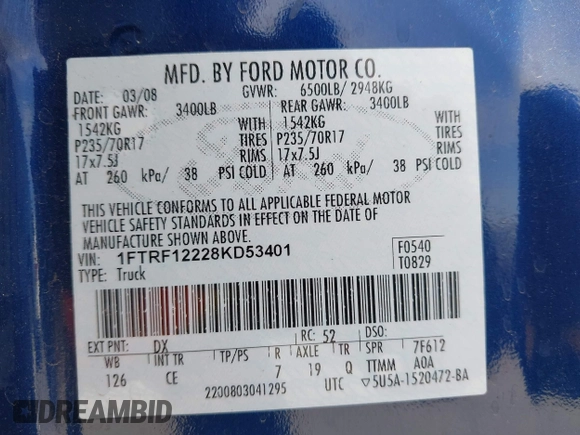 MFD. BY FORD MOTOR CO.
DATE: 03/08 GVWR: 6500LB/ 2948KG
FRONT GAWR: 3400LB REAR GAWR: 3400LB
1542KG WITH 1542KG WITH
P235/70R17 TIRES P235/70R17 TIRES
17x7.5J RIMS 17x7.5J RIMS
AT 260 kPa/ 38 PSI COLD AT 260 kPa/ 38 PSI COLD
THIS VEHICLE CONFORMS TO ALL APPLICABLE FEDERAL MOTOR
VEHICLE SAFETY STANDARDS IN EFFECT ON THE DATE OF
MANUFACTURE SHOWN ABOVE.
VIN: 1FTRF12228KD53401 F0540
TYPE: Truck T0829
EXT PNT: DX RC: 52 DSO:
WB INT TR TP/PS R AXLE TR SPR 7F612
126 CE 7 19 Q TTMM A0A
2200803041295 UTC ▽5U5A-1520472-BA
IDREAMBID